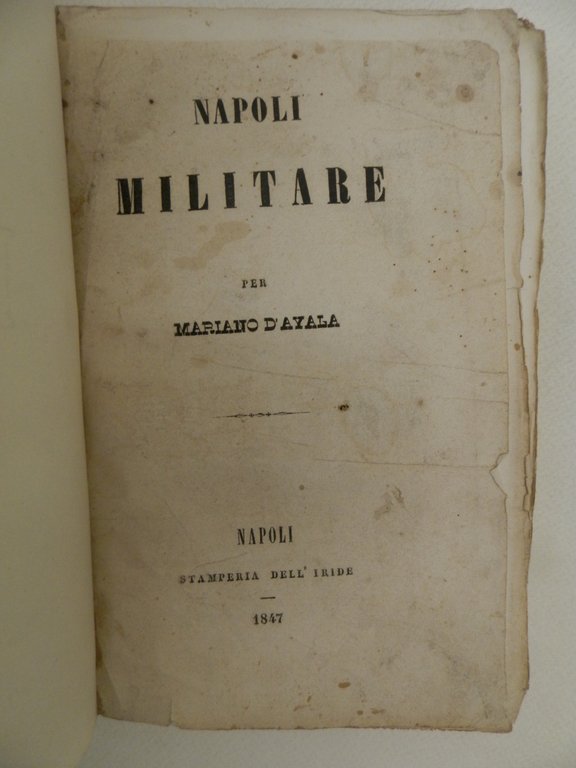 NAPOLI
MILITARE
PER
MARIANO D'AYALA
NAPOLI
STAMPERIA DELL'IRIDE
1847